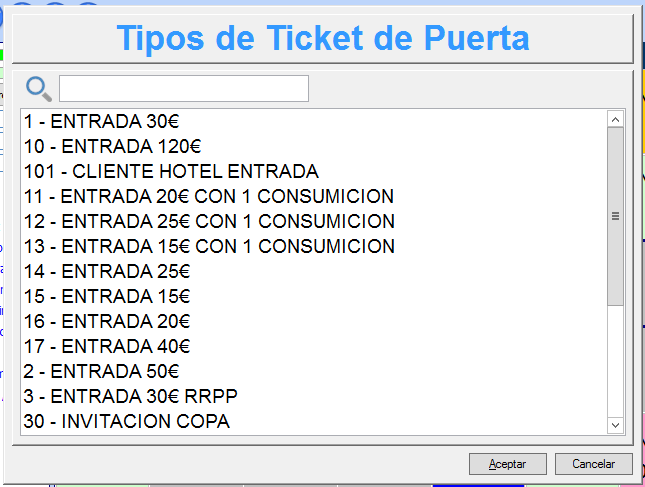 Tipos de Ticket de Puerta
1 - ENTRADA 30€
10 - ENTRADA 120€
101 - CLIENTE HOTEL ENTRADA
11 - ENTRADA 20€ CON 1 CONSUMICION
12 - ENTRADA 25€ CON 1 CONSUMICION
13 - ENTRADA 15€ CON 1 CONSUMICION
14 - ENTRADA 25€
15 - ENTRADA 15€
16 - ENTRADA 20€
17 - ENTRADA 40€
2 - ENTRADA 50€
3 - ENTRADA 30€ RRPP
30 - INVITACION COPA
Aceptar
Cancelar